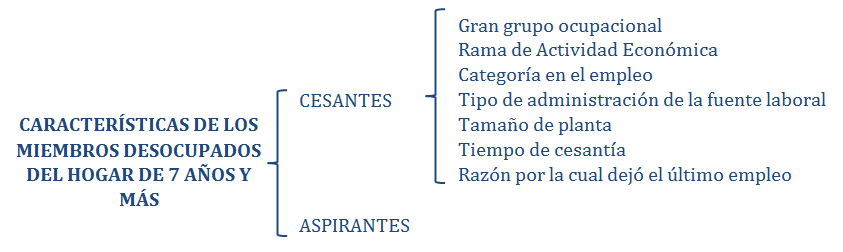 CARACTERÍSTICAS DE LOS
MIEMBROS DESOCUPADOS
DEL HOGAR DE 7 AÑOS Y
MÁS
CESANTES
Gran grupo ocupacional
Rama de Actividad Económica
Categoría en el empleo
Tipo de administración de la fuente laboral
Tamaño de planta
Tiempo de cesantía
Razón por la cual dejó el último empleo
ASPIRANTES